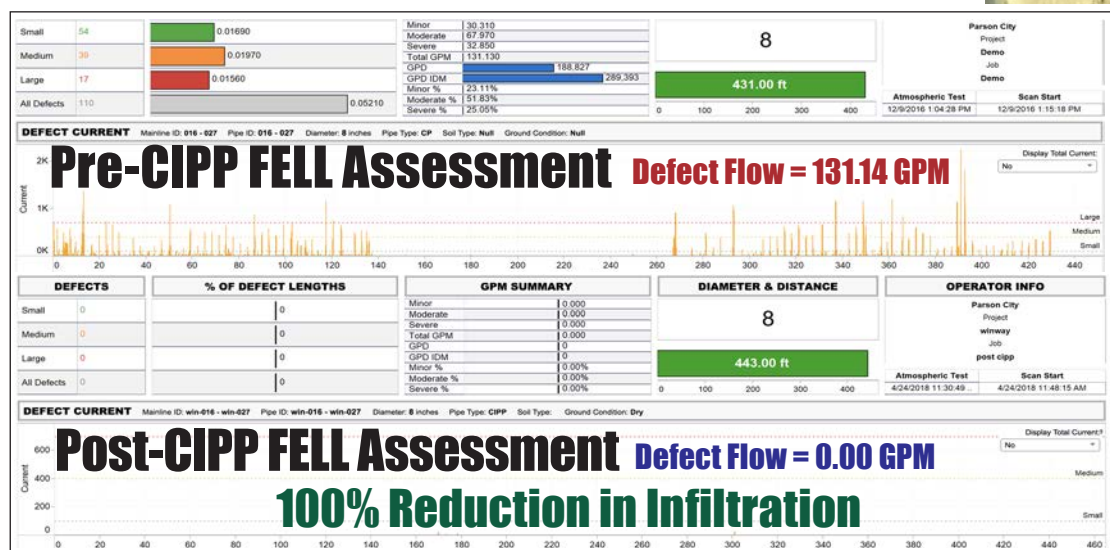 Small 54
Medium 39
Large 17
All Defects 110
0.01690
0.01970
0.01560
0.05210
Minor 30.310
Moderate 67.970
Severe 32.850
Total GPM 131.130
GPD 188,827
GPD IDM 289,393
Minor % 23.11%
Moderate % 51.83%
Severe % 25.05%
8
431.00 ft
0 100 200 300 400
Parson City
Project
Demo
Job
Demo
Atmospheric Test Scan Start
12/9/2016 1:04:28 PM 12/9/2016 1:15:18 PM
DEFECT CURRENT Mainline ID: 016 - 027 Pipe ID: 016 - 027 Diameter: 8 inches Pipe Type: CP Soil Type: Null Ground Condition: Null
Pre-CIPP FELL Assessment Defect Flow = 131.14 GPM
Display Total Current:
No
Current
2K
1K
0K
Large
Medium
Small
0 20 40 60 80 100 120 140 160 180 200 220 240 260 280 300 320 340 360 380 400 420 440
DEFECTS % OF DEFECT LENGTHS GPM SUMMARY DIAMETER & DISTANCE OPERATOR INFO
Small 0
Medium 0
Large 0
All Defects 0
0
0
0
0
Minor 0.000
Moderate 0.000
Severe 0.000
Total GPM 0.000
GPD 0
GPD IDM 0
Minor % 0.00%
Moderate % 0.00%
Severe % 0.00%
8
443.00 ft
0 100 200 300 400
Parson City
Project
winway
Job
post cipp
Atmospheric Test Scan Start
4/24/2018 11:30:49 .. 4/24/2018 11:48:15 AM
DEFECT CURRENT Mainline ID: win-016 - win-027 Pipe ID: win-016 - win-027 Diameter: 8 inches Pipe Type: CIPP Soil Type: Ground Condition: Dry
Post-CIPP FELL Assessment Defect Flow = 0.00 GPM
100% Reduction in Infiltration
Display Total Current:
No
Current
600
400
200
0
Medium
Small
0 20 40 60 80 100 120 140 160 180 200 220 240 260 280 300 320 340 360 380 400 420 440 460